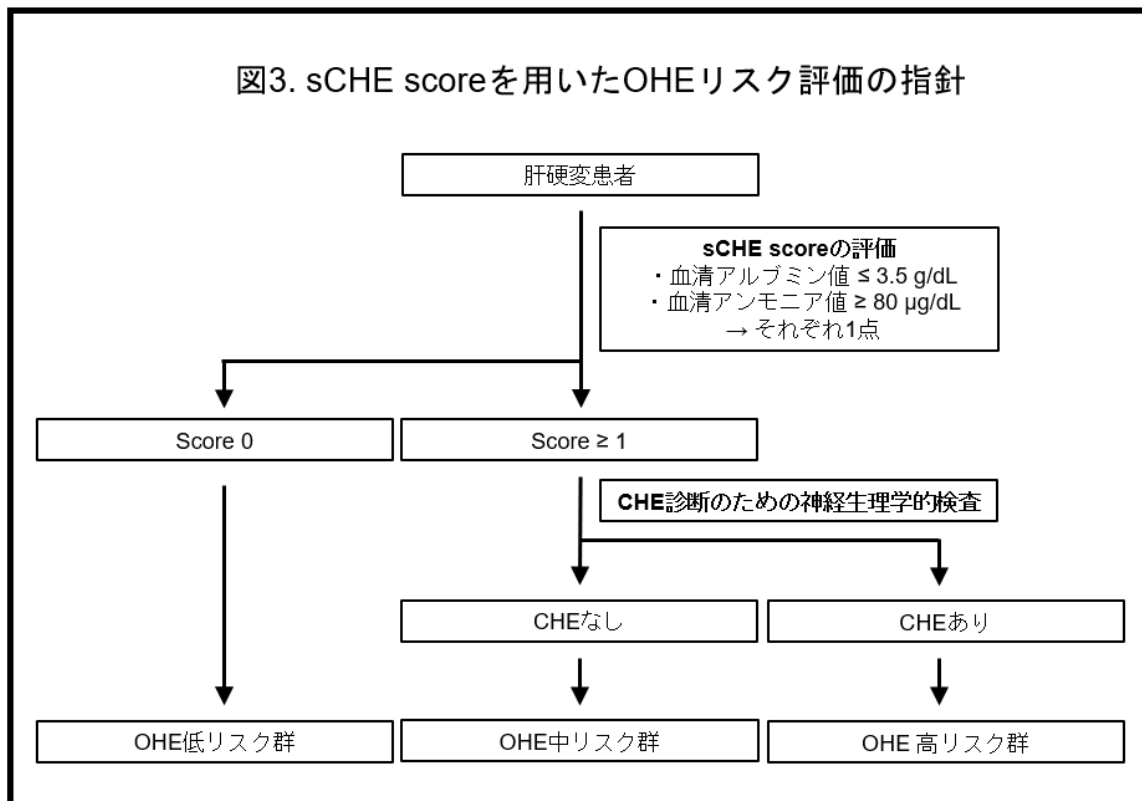 図3. sCHE scoreを用いたOHEリスク評価の指針
肝硬変患者
sCHE scoreの評価
・血清アルブミン値 ≤ 3.5 g/dL
・血清アンモニア値 ≥ 80 μg/dL
→ それぞれ1点
Score 0
Score ≥ 1
CHE診断のための神経生理学的検査
CHEなし
CHEあり
OHE低リスク群
OHE中リスク群
OHE 高リスク群